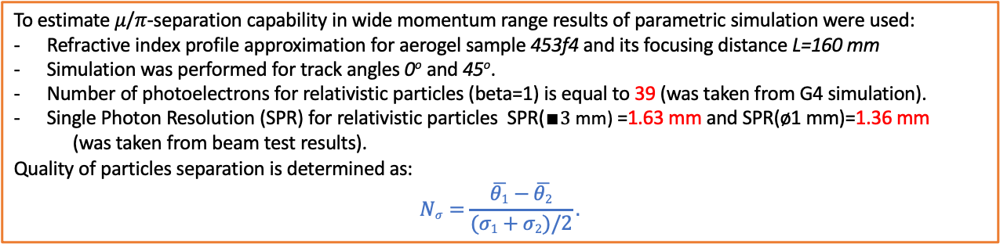 To estimate μ/π-separation capability in wide momentum range results of parametric simulation were used:
- Refractive index profile approximation for aerogel sample 453f4 and its focusing distance L=160 mm
- Simulation was performed for track angles 0º and 45º.
- Number of photoelectrons for relativistic particles (beta=1) is equal to 39 (was taken from G4 simulation).
- Single Photon Resolution (SPR) for relativistic particles SPR(■3 mm) =1.63 mm and SPR(ø1 mm)=1.36 mm
(was taken from beam test results).
Quality of particles separation is determined as:
N_σ = (θ̅₁ − θ̅₂) / ((σ₁ + σ₂)/2).